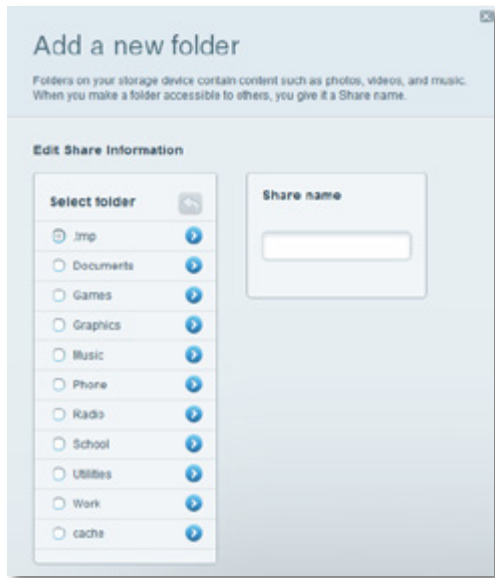 Add a new folder
Folders on your storage device contain content such as photos, videos, and music.
When you make a folder accessible to others, you give it a Share name.
Edit Share Information
Select folder
.tmp
Documents
Games
Graphics
Music
Phone
Radio
School
Utilities
Work
cache
Share name